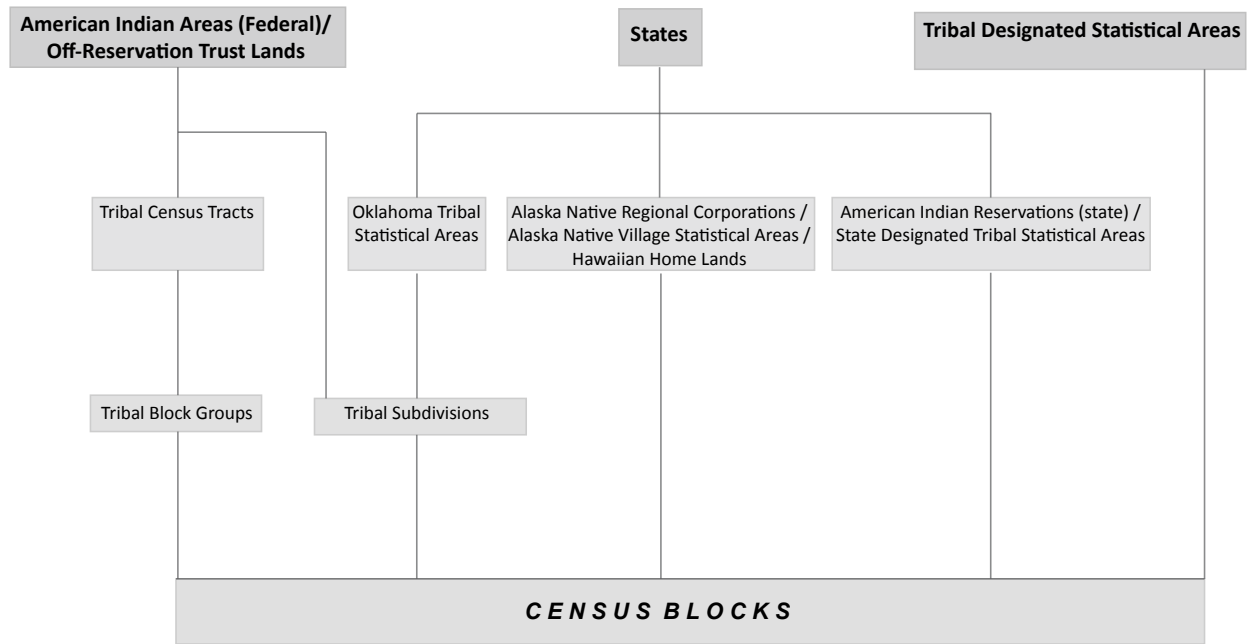 American Indian Areas (Federal)/
Off-Reservation Trust Lands
States
Tribal Designated Statistical Areas
Tribal Census Tracts
Oklahoma Tribal
Statistical Areas
Alaska Native Regional Corporations /
Alaska Native Village Statistical Areas /
Hawaiian Home Lands
American Indian Reservations (state) /
State Designated Tribal Statistical Areas
Tribal Block Groups
Tribal Subdivisions
CENSUS BLOCKS